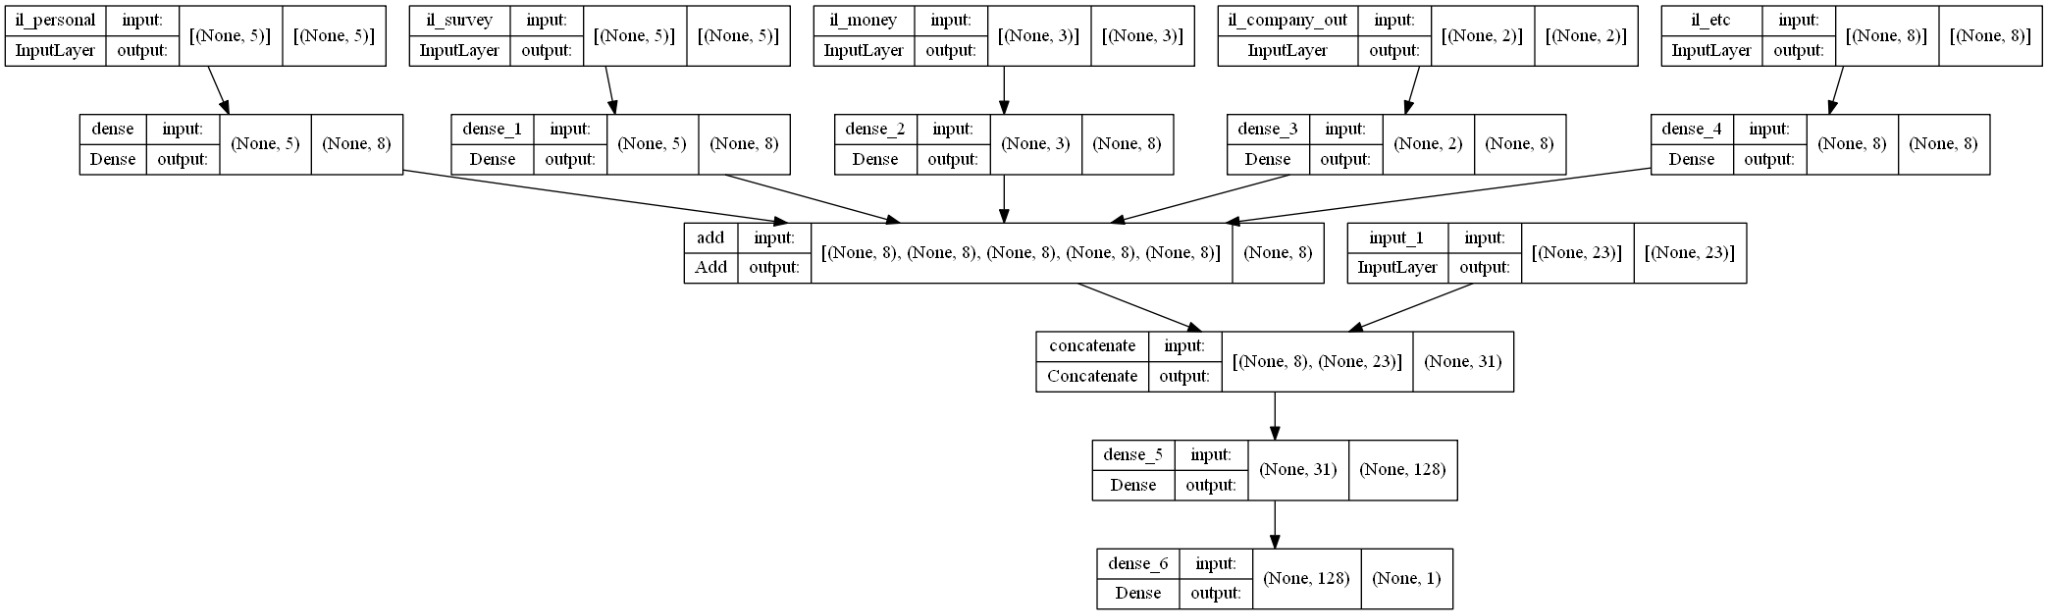 il_personal input: [(None, 5)] [(None, 5)]
InputLayer output:
il_survey input: [(None, 5)] [(None, 5)]
InputLayer output:
il_money input: [(None, 3)] [(None, 3)]
InputLayer output:
il_company_out input: [(None, 2)] [(None, 2)]
InputLayer output:
il_etc input: [(None, 8)] [(None, 8)]
InputLayer output:
dense input: (None, 5) (None, 8)
Dense output:
dense_1 input: (None, 5) (None, 8)
Dense output:
dense_2 input: (None, 3) (None, 8)
Dense output:
dense_3 input: (None, 2) (None, 8)
Dense output:
dense_4 input: (None, 8) (None, 8)
Dense output:
add input: [(None, 8), (None, 8), (None, 8), (None, 8), (None, 8)] (None, 8)
Add output:
input_1 input: [(None, 23)] [(None, 23)]
InputLayer output:
concatenate input: [(None, 8), (None, 23)] (None, 31)
Concatenate output:
dense_5 input: (None, 31) (None, 128)
Dense output:
dense_6 input: (None, 128) (None, 1)
Dense output: